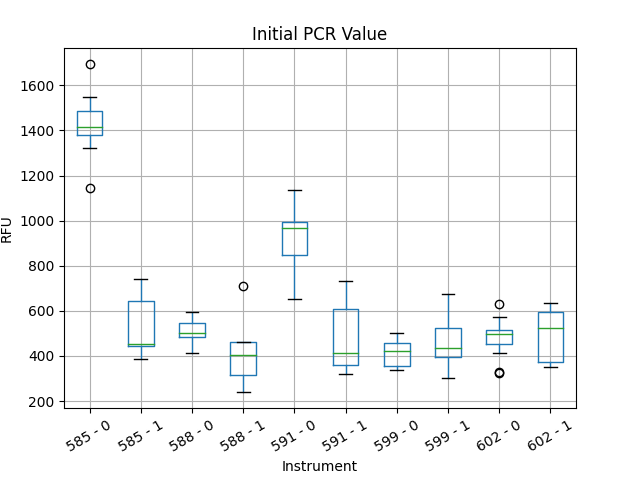 Initial PCR Value
1600
1400
1200
1000
800
600
400
200
RFU
585 - 0
585 - 1
588 - 0
588 - 1
591 - 0
591 - 1
599 - 0
599 - 1
602 - 0
602 - 1
Instrument